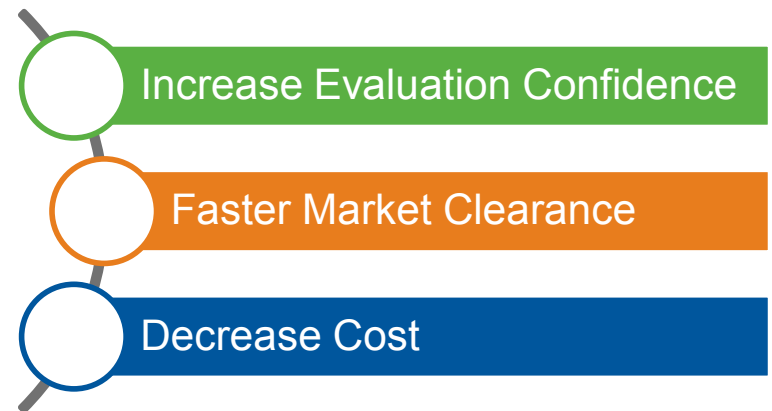 Increase Evaluation Confidence
Faster Market Clearance
Decrease Cost